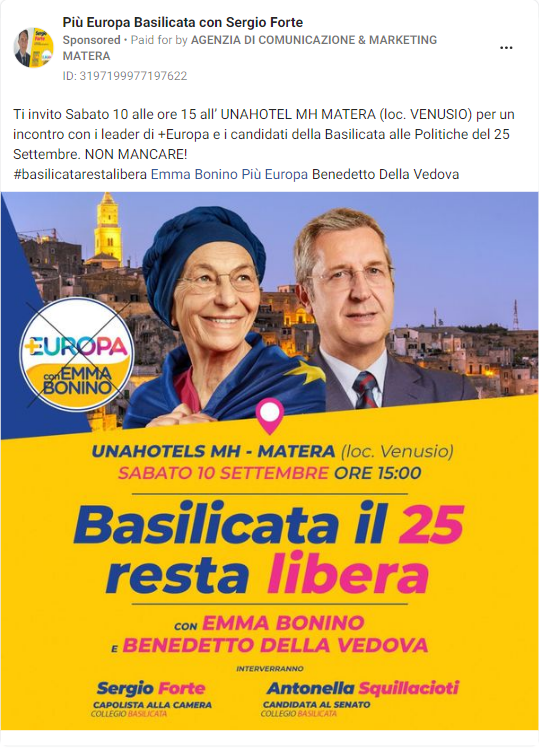 Più Europa Basilicata con Sergio Forte
Sponsored • Paid for by AGENZIA DI COMUNICAZIONE & MARKETING
MATERA
ID: 3197199977197622
Ti invito Sabato 10 alle ore 15 all’ UNAHOTEL MH MATERA (loc. VENUSIO) per un
incontro con i leader di +Europa e i candidati della Basilicata alle Politiche del 25
Settembre. NON MANCARE!
#basilicatarestalibera Emma Bonino Più Europa Benedetto Della Vedova
+EUROPA
con EMMA
BONINO
UNAHOTELS MH - MATERA (loc. Venusio)
SABATO 10 SETTEMBRE ORE 15:00
Basilicata il 25
resta libera
CON EMMA BONINO
E BENEDETTO DELLA VEDOVA
INTERVERRANNO
Sergio Forte
CAPOLISTA ALLA CAMERA
COLLEGIO BASILICATA
Antonella Squillacioti
CANDIDATA AL SENATO
COLLEGIO BASILICATA